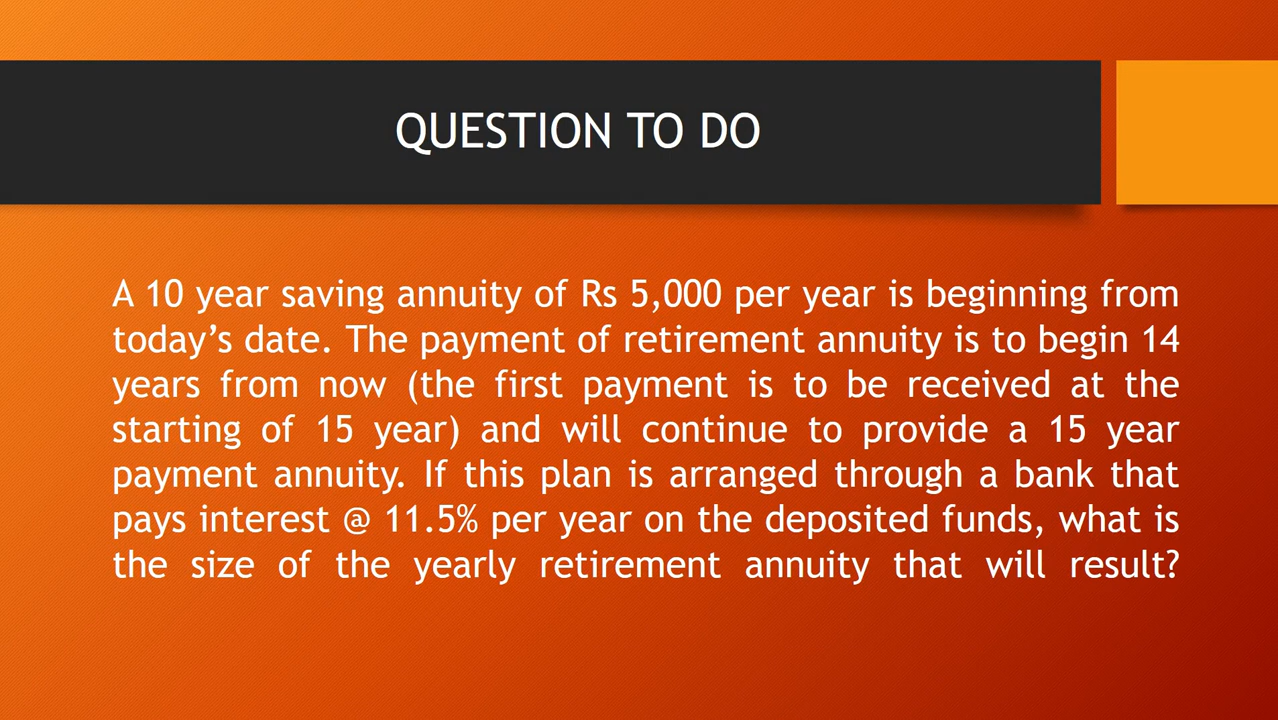 QUESTION TO DO
A 10 year saving annuity of Rs 5,000 per year is beginning from
today’s date. The payment of retirement annuity is to begin 14
years from now (the first payment is to be received at the
starting of 15 year) and will continue to provide a 15 year
payment annuity. If this plan is arranged through a bank that
pays interest @ 11.5% per year on the deposited funds, what is
the size of the yearly retirement annuity that will result?